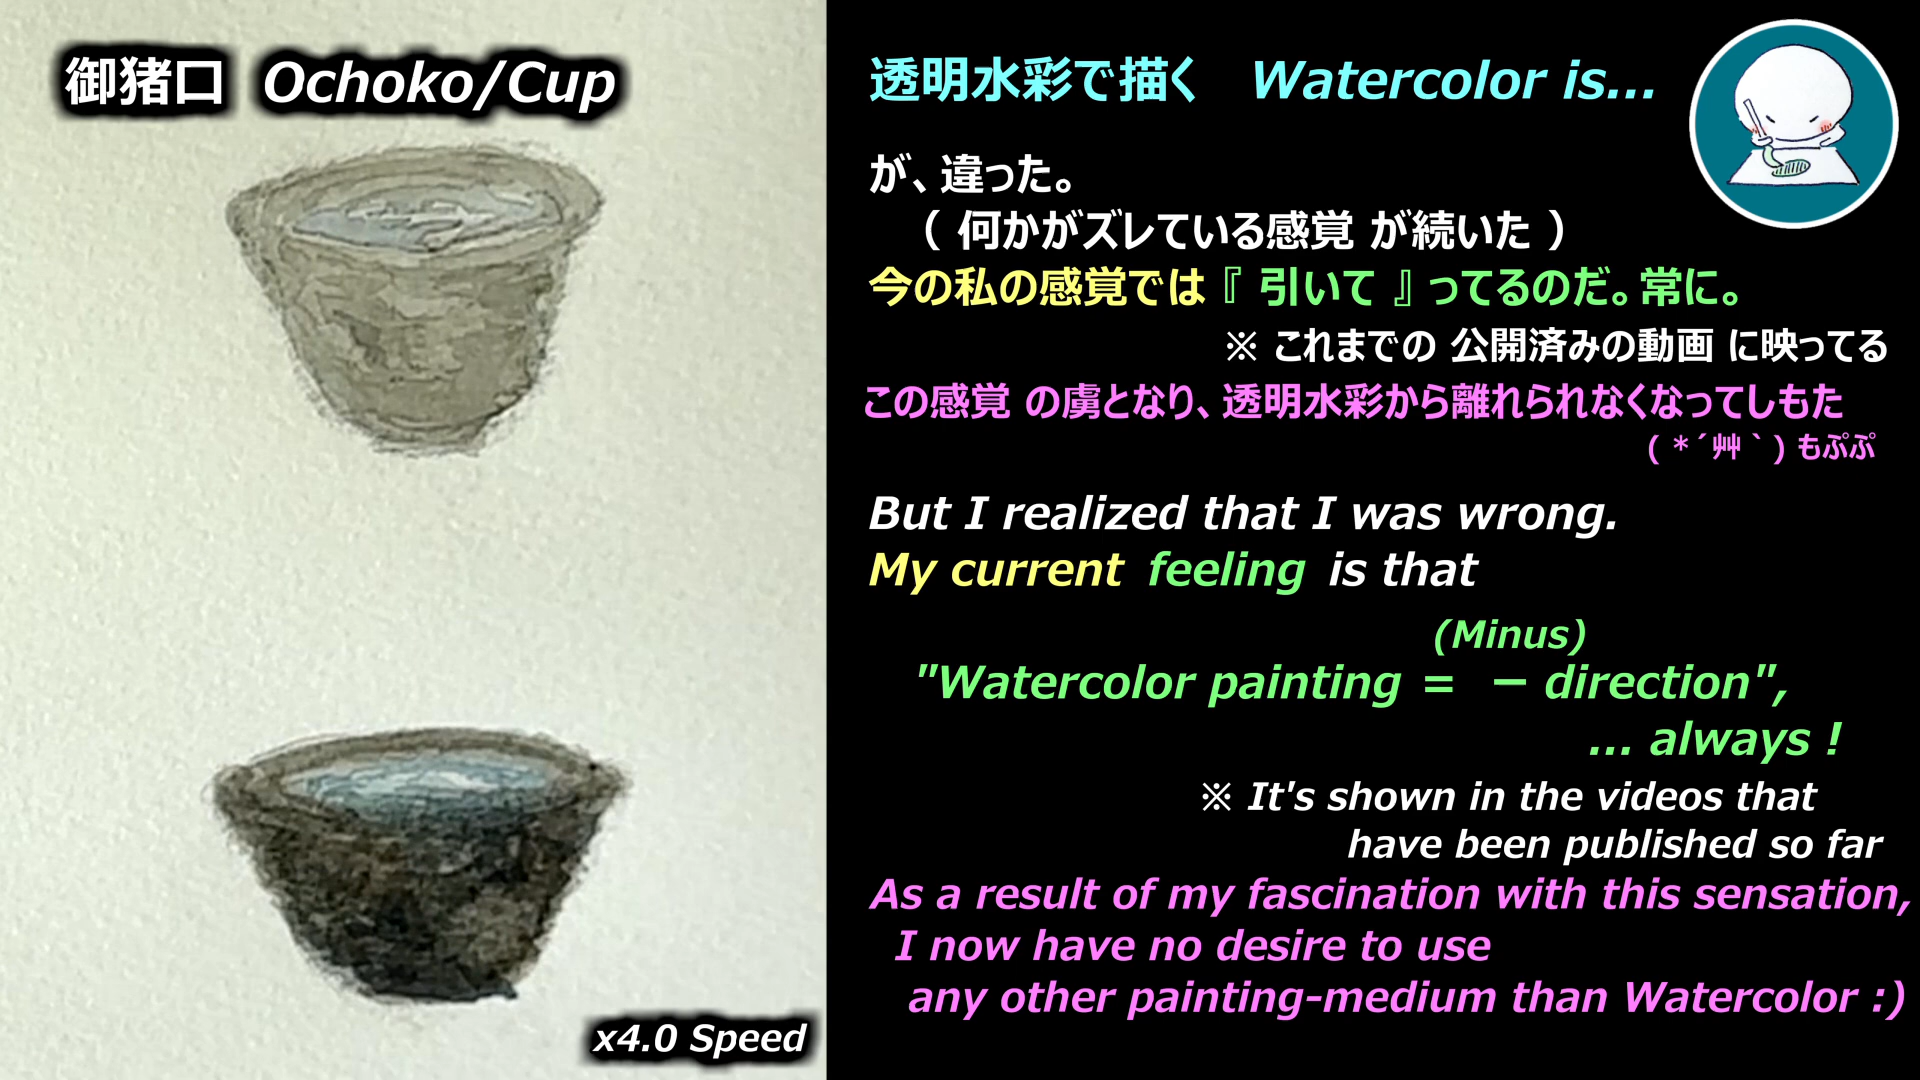 御猪口 Ochoko/Cup
x4.0 Speed
透明水彩で描く Watercolor is...
が、違った。
( 何かがズレている感覚 が続いた )
今の私の感覚では『 引いて 』ってるのだ。常に。
※ これまでの 公開済みの動画 に映ってる
この感覚 の虜となり、透明水彩から離れられなくなってしもた
( *´艸｀) もぷぷ
But I realized that I was wrong.
My current feeling is that
(Minus)
"Watercolor painting = − direction",
... always !
※ It's shown in the videos that
have been published so far
As a result of my fascination with this sensation,
I now have no desire to use
any other painting-medium than Watercolor :)